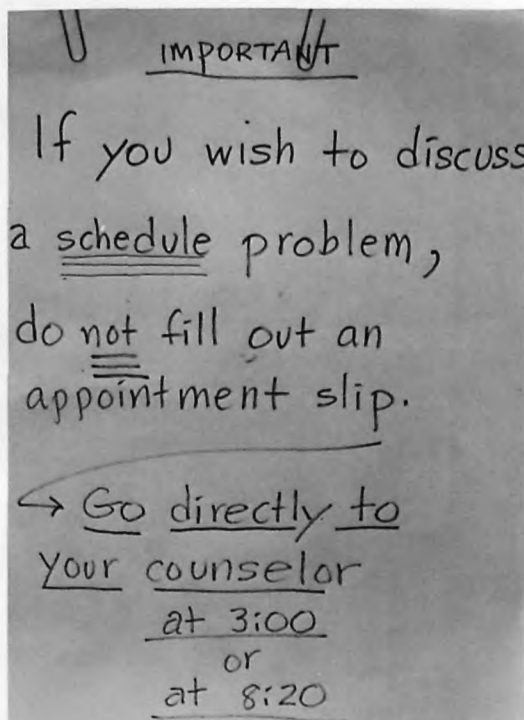 IMPORTANT
If you wish to discuss
a schedule problem,
do not fill out an
appointment slip.
→ Go directly to
your counselor
at 3:00
or
at 8:20